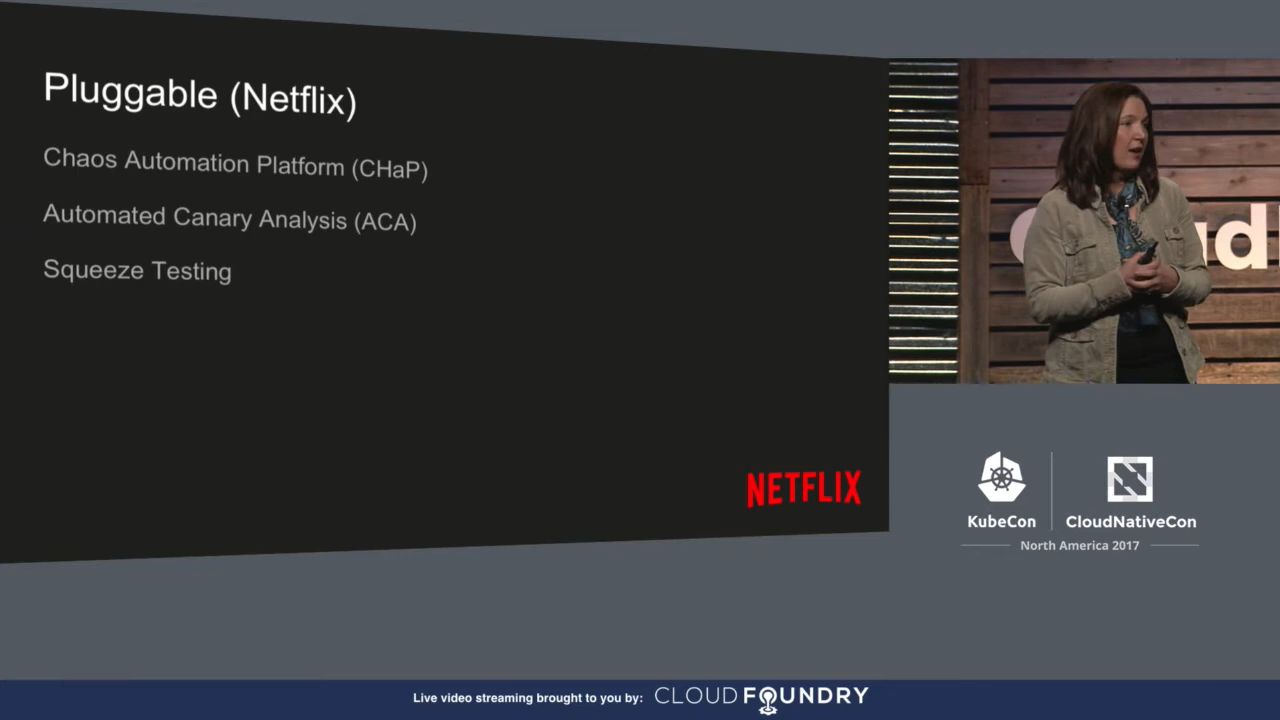 Pluggable (Netflix)
Chaos Automation Platform (CHaP)
Automated Canary Analysis (ACA)
Squeeze Testing
NETFLIX
KubeCon
CloudNativeCon
North America 2017
Live video streaming brought to you by: CLOUD FOUNDRY